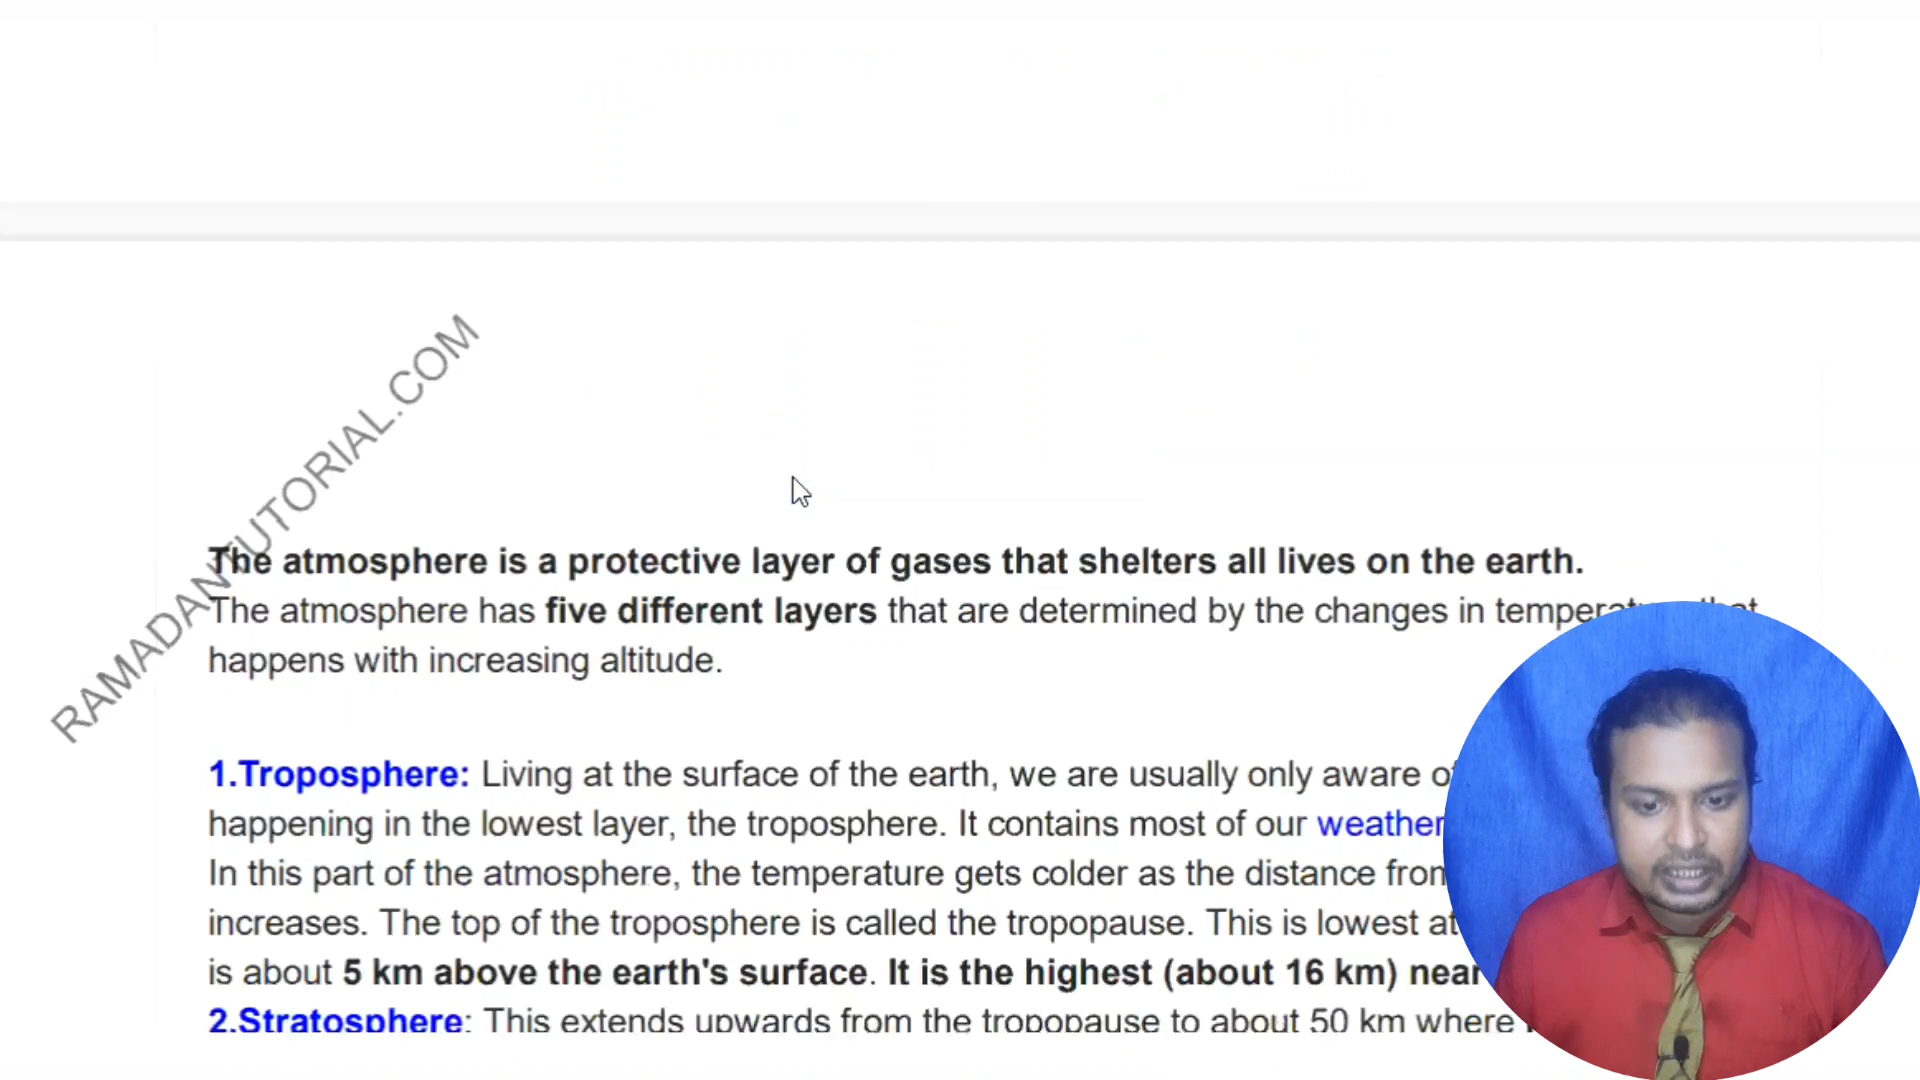 RAMADANTUTORIAL.COM
The atmosphere is a protective layer of gases that shelters all lives on the earth.
The atmosphere has five different layers that are determined by the changes in temperature that
happens with increasing altitude.
1.Troposphere: Living at the surface of the earth, we are usually only aware of
happening in the lowest layer, the troposphere. It contains most of our weather
In this part of the atmosphere, the temperature gets colder as the distance from
increases. The top of the troposphere is called the tropopause. This is lowest at
is about 5 km above the earth's surface. It is the highest (about 16 km) near
2.Stratosphere: This extends upwards from the tropopause to about 50 km where